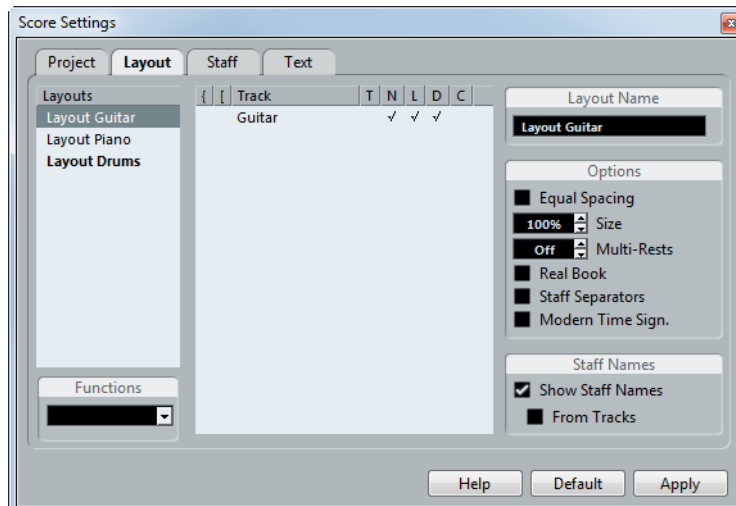 Score Settings
x
Project Layout Staff Text
Layouts
Layout Guitar
Layout Piano
Layout Drums
Functions
{ [ Track T N L D C
Guitar √ √ √
Layout Name
Layout Guitar
Options
Equal Spacing
100% Size
Off Multi-Rests
Real Book
Staff Separators
Modern Time Sign.
Staff Names
Show Staff Names
From Tracks
Help Default Apply